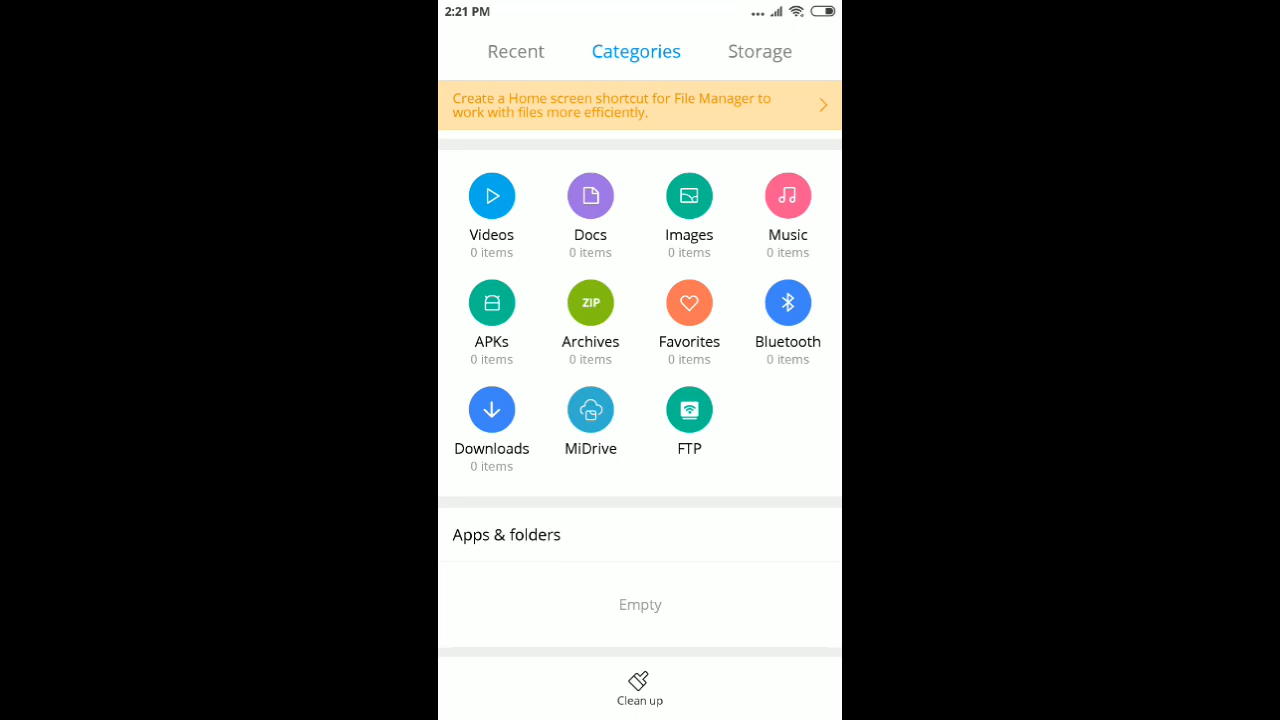 2:21 PM
Recent Categories Storage
Create a Home screen shortcut for File Manager to
work with files more efficiently.
Videos Docs Images Music
0 items 0 items 0 items 0 items
ZIP
APKs Archives Favorites Bluetooth
0 items 0 items 0 items 0 items
Downloads MiDrive FTP
0 items
Apps & folders
Empty
Clean up